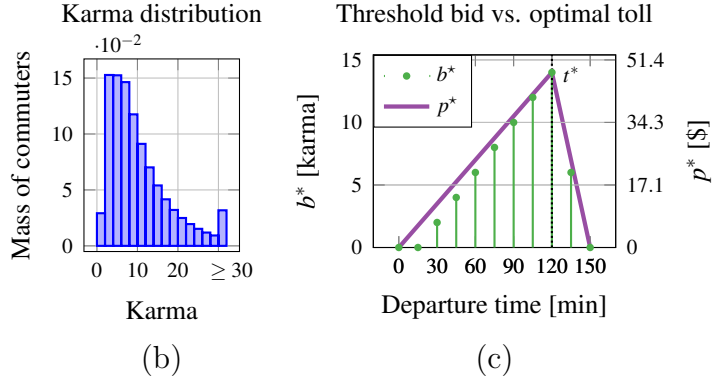 Karma distribution
·10⁻²
Mass of commuters
15
10
5
0
0 10 20 ≥ 30
Karma
(b)
Threshold bid vs. optimal toll
b* [karma]
15
10
5
0
b⋆
p⋆
t*
51.4
34.3
17.1
0
p* [$]
0 30 60 90 120 150
Departure time [min]
(c)